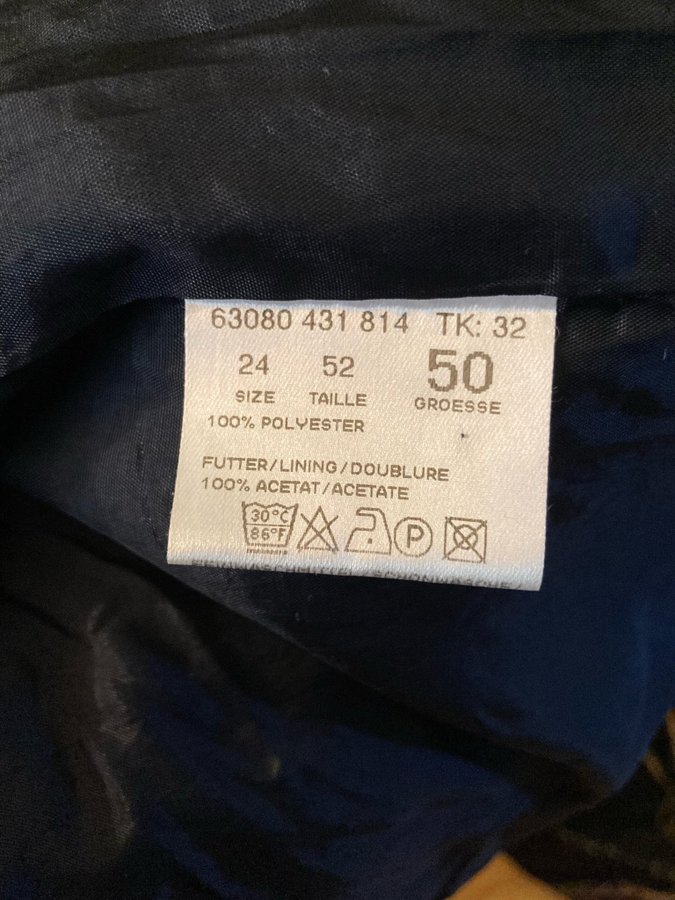 63080 431 814 TK: 32
24 52 50
SIZE TAILLE GROESSE
100% POLYESTER
FUTTER/LINING/DOUBLURE
100% ACETAT/ACETATE
30°C
86°F
P